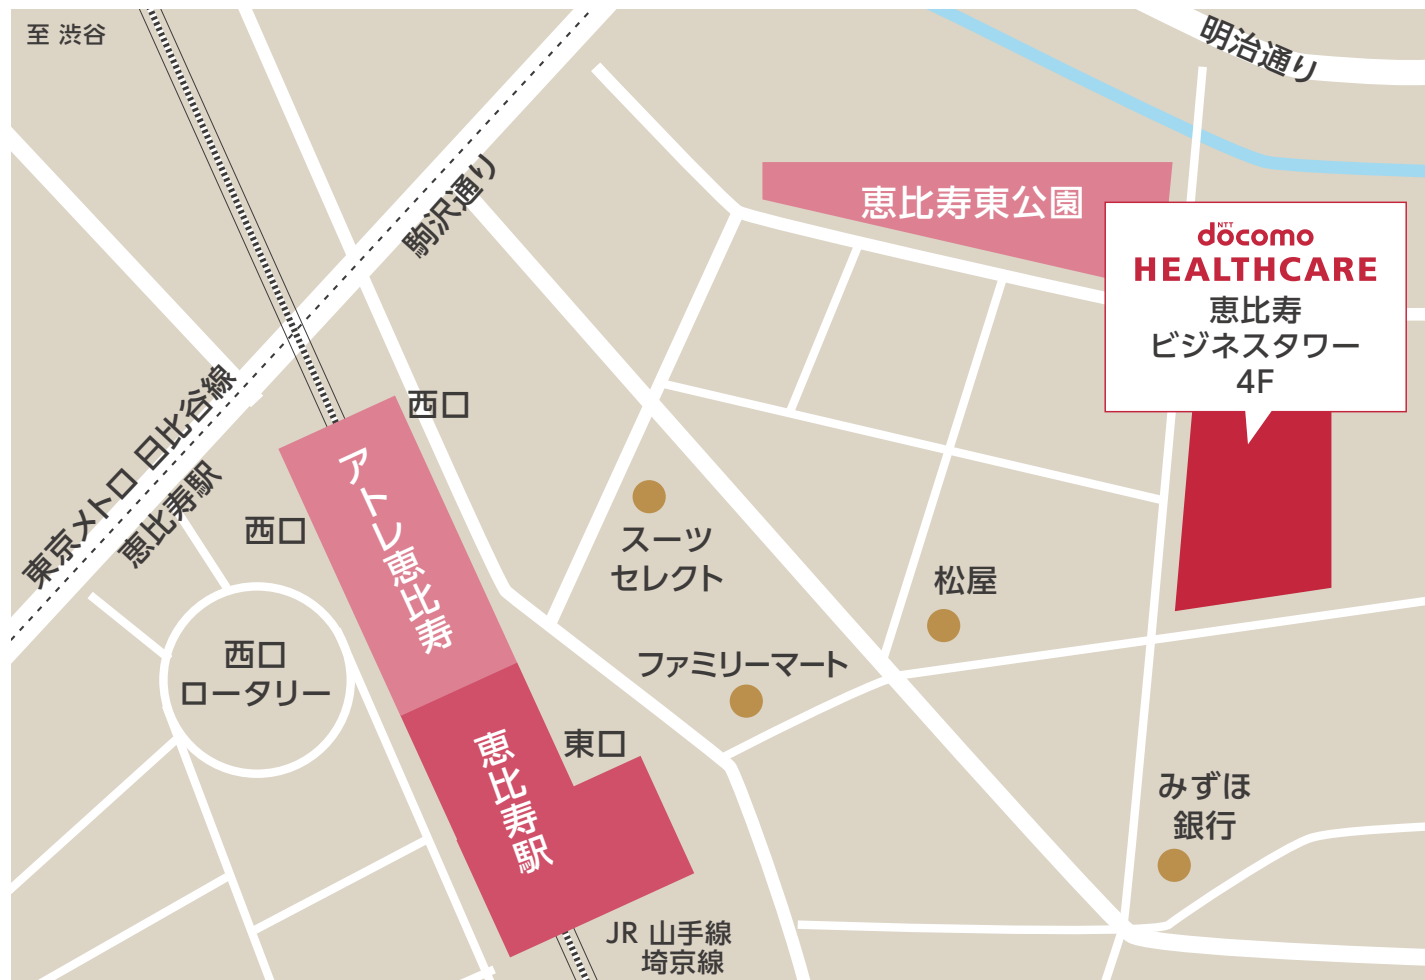 至 渋谷
明治通り
駒沢通り
恵比寿東公園
NTT
döcomo
HEALTHCARE
恵比寿
ビジネスタワー
4F
東京メトロ 日比谷線
恵比寿駅
西口
西口
アトレ恵比寿
スーツ
セレクト
松屋
西口
ロータリー
ファミリーマート
東口
恵比寿駅
みずほ
銀行
JR 山手線
埼京線